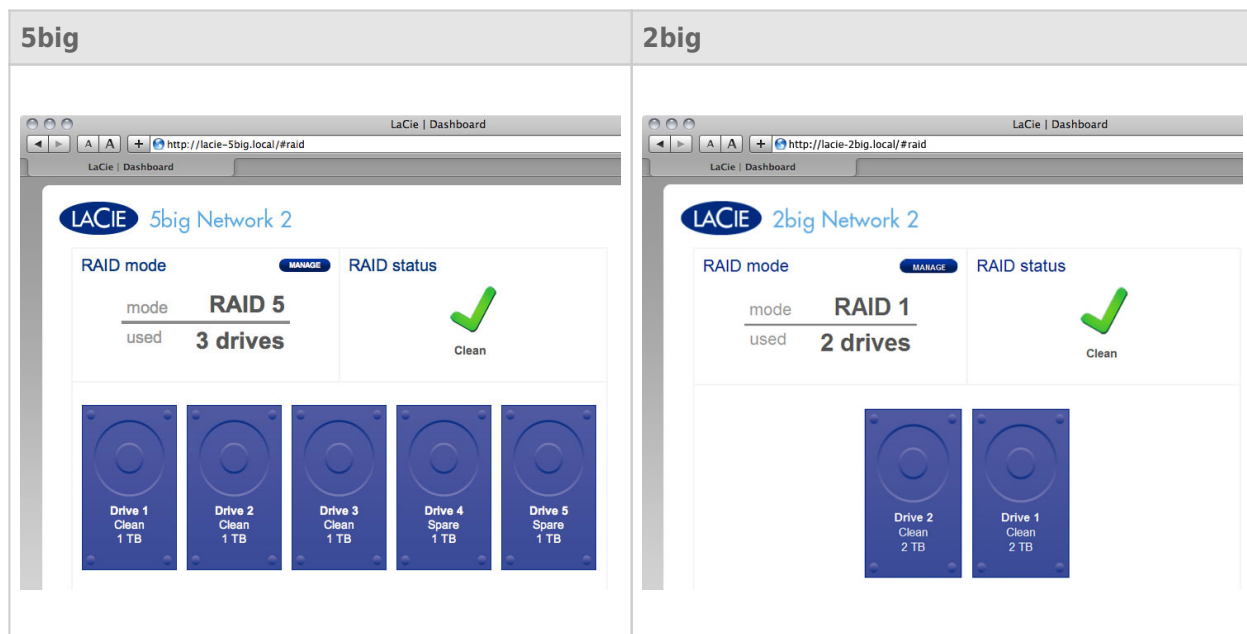 5big
2big
LaCie | Dashboard
A A + http://lacie-5big.local/#raid
LaCie | Dashboard
LACIE 5big Network 2
RAID mode MANAGE RAID status
mode RAID 5
used 3 drives
Clean
Drive 1 Drive 2 Drive 3 Drive 4 Drive 5
Clean Clean Clean Spare Spare
1 TB 1 TB 1 TB 1 TB 1 TB
LaCie | Dashboard
A A + http://lacie-2big.local/#raid
LaCie | Dashboard
LACIE 2big Network 2
RAID mode MANAGE RAID status
mode RAID 1
used 2 drives
Clean
Drive 2 Drive 1
Clean Clean
2 TB 2 TB